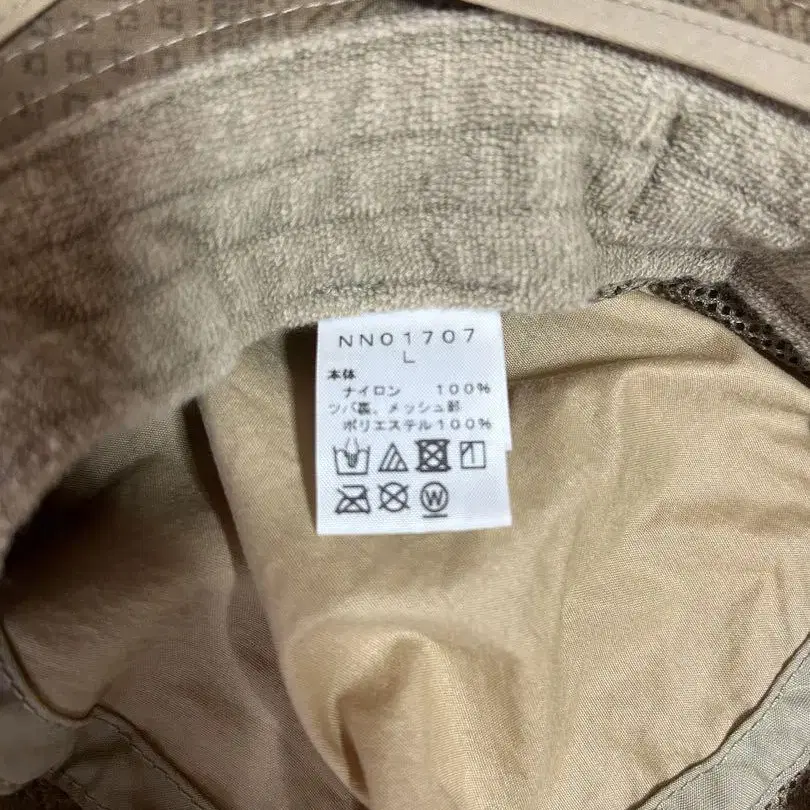 NN01707
L
本体
ナイロン 100%
ツバ裏、メッシュ部
ポリエステル100%
W